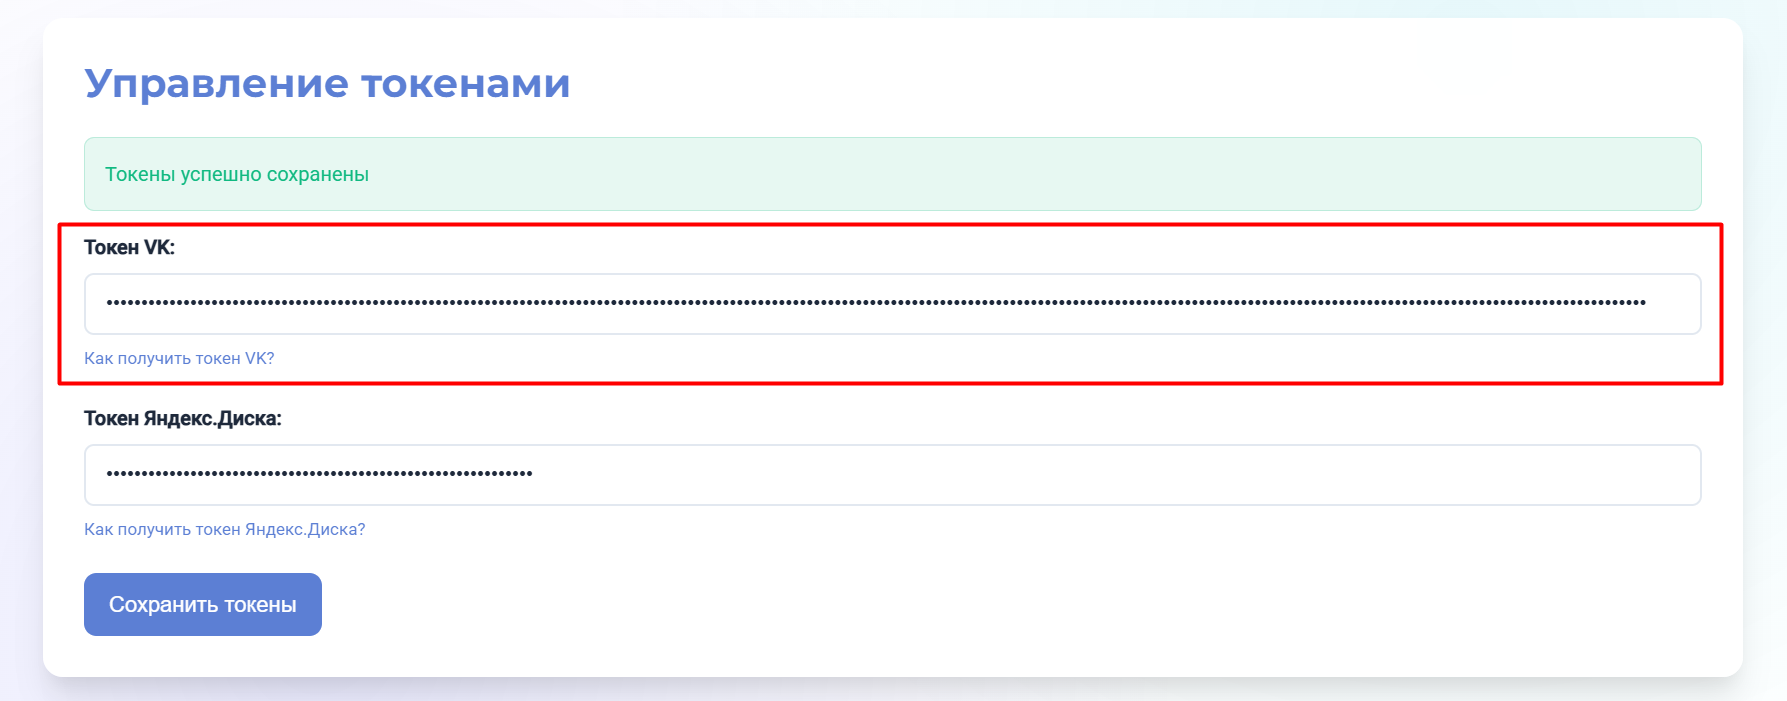 Управление токенами
Токены успешно сохранены
Токен VK:
Как получить токен VK?
Токен Яндекс.Диска:
Как получить токен Яндекс.Диска?
Сохранить токены